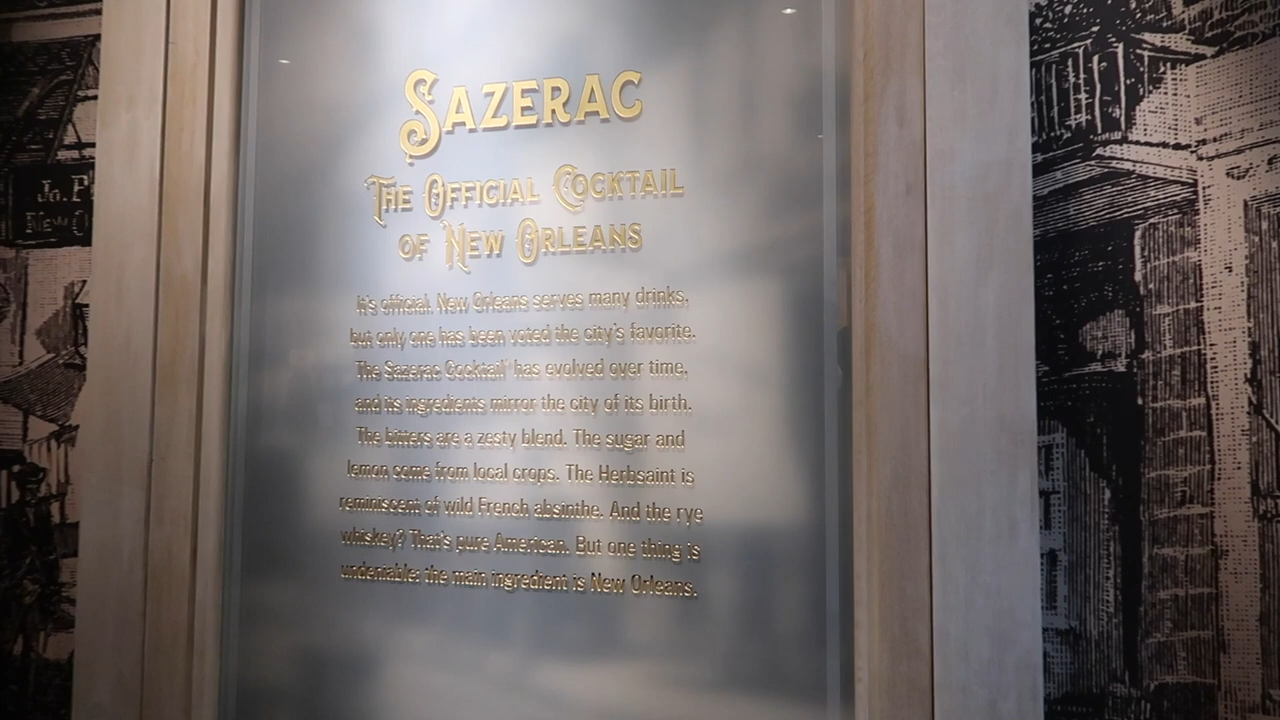 Sazerac
The Official Cocktail
of New Orleans
It's official. New Orleans serves many drinks,
but only one has been voted the city's favorite.
The Sazerac Cocktail® has evolved over time,
and its ingredients mirror the city of its birth.
The bitters are a zesty blend. The sugar and
lemon come from local crops. The Herbsaint is
reminiscent of wild French absinthe. And the rye
whiskey? That's pure American. But one thing is
undeniable: the main ingredient is New Orleans.